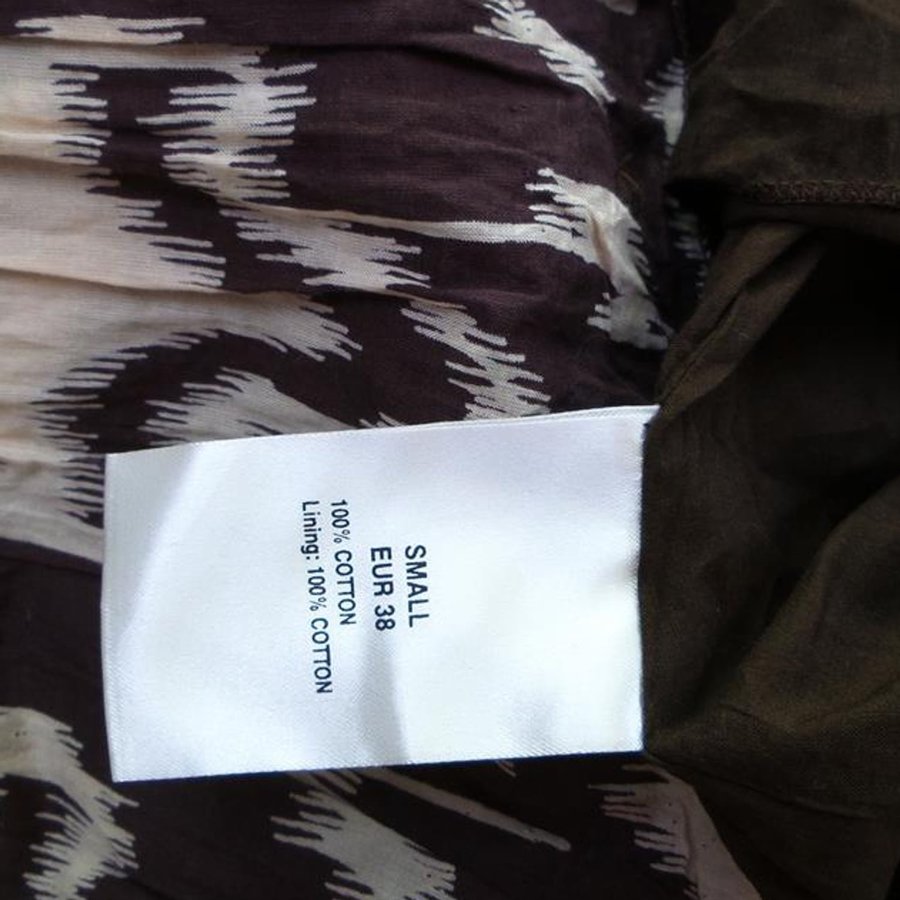 SMALL
EUR 38
100% COTTON
Lining: 100% COTTON